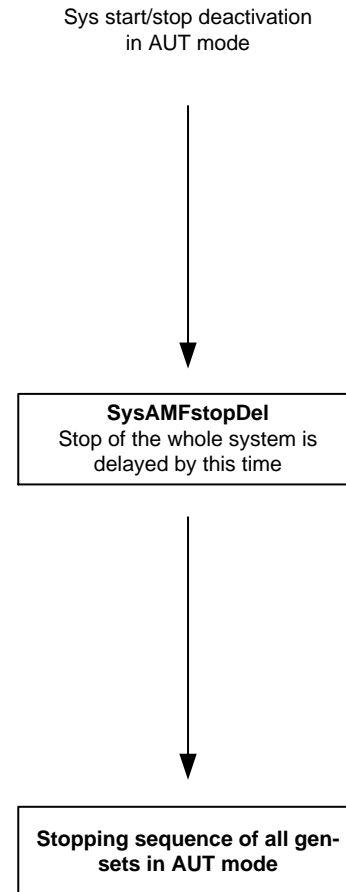 Sys start/stop deactivation
in AUT mode
SysAMFstopDel
Stop of the whole system is
delayed by this time
Stopping sequence of all gen-
sets in AUT mode